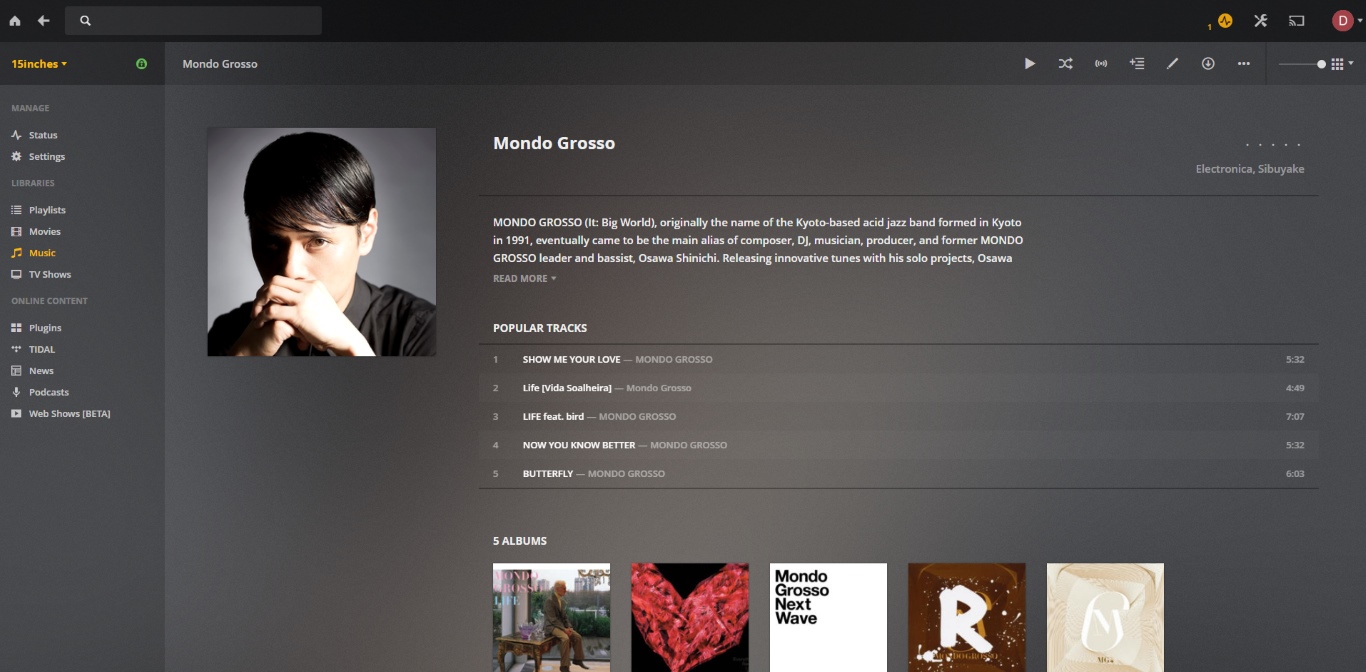 1
D
15inches
Mondo Grosso
MANAGE
Status
Settings
LIBRARIES
Playlists
Movies
Music
TV Shows
ONLINE CONTENT
Plugins
TIDAL
News
Podcasts
Web Shows [BETA]
Mondo Grosso
Electronica, Sibuyake
MONDO GROSSO (It: Big World), originally the name of the Kyoto-based acid jazz band formed in Kyoto
in 1991, eventually came to be the main alias of composer, DJ, musician, producer, and former MONDO
GROSSO leader and bassist, Osawa Shinichi. Releasing innovative tunes with his solo projects, Osawa
READ MORE
POPULAR TRACKS
1 SHOW ME YOUR LOVE — MONDO GROSSO 5:32
2 Life [Vida Soalheira] — Mondo Grosso 4:49
3 LIFE feat. bird — MONDO GROSSO 7:07
4 NOW YOU KNOW BETTER — MONDO GROSSO 5:32
5 BUTTERFLY — MONDO GROSSO 6:03
5 ALBUMS
MONDO
GROSSO
LIFE
Mondo
Grosso
Next
Wave
R
MONDO GROSSO